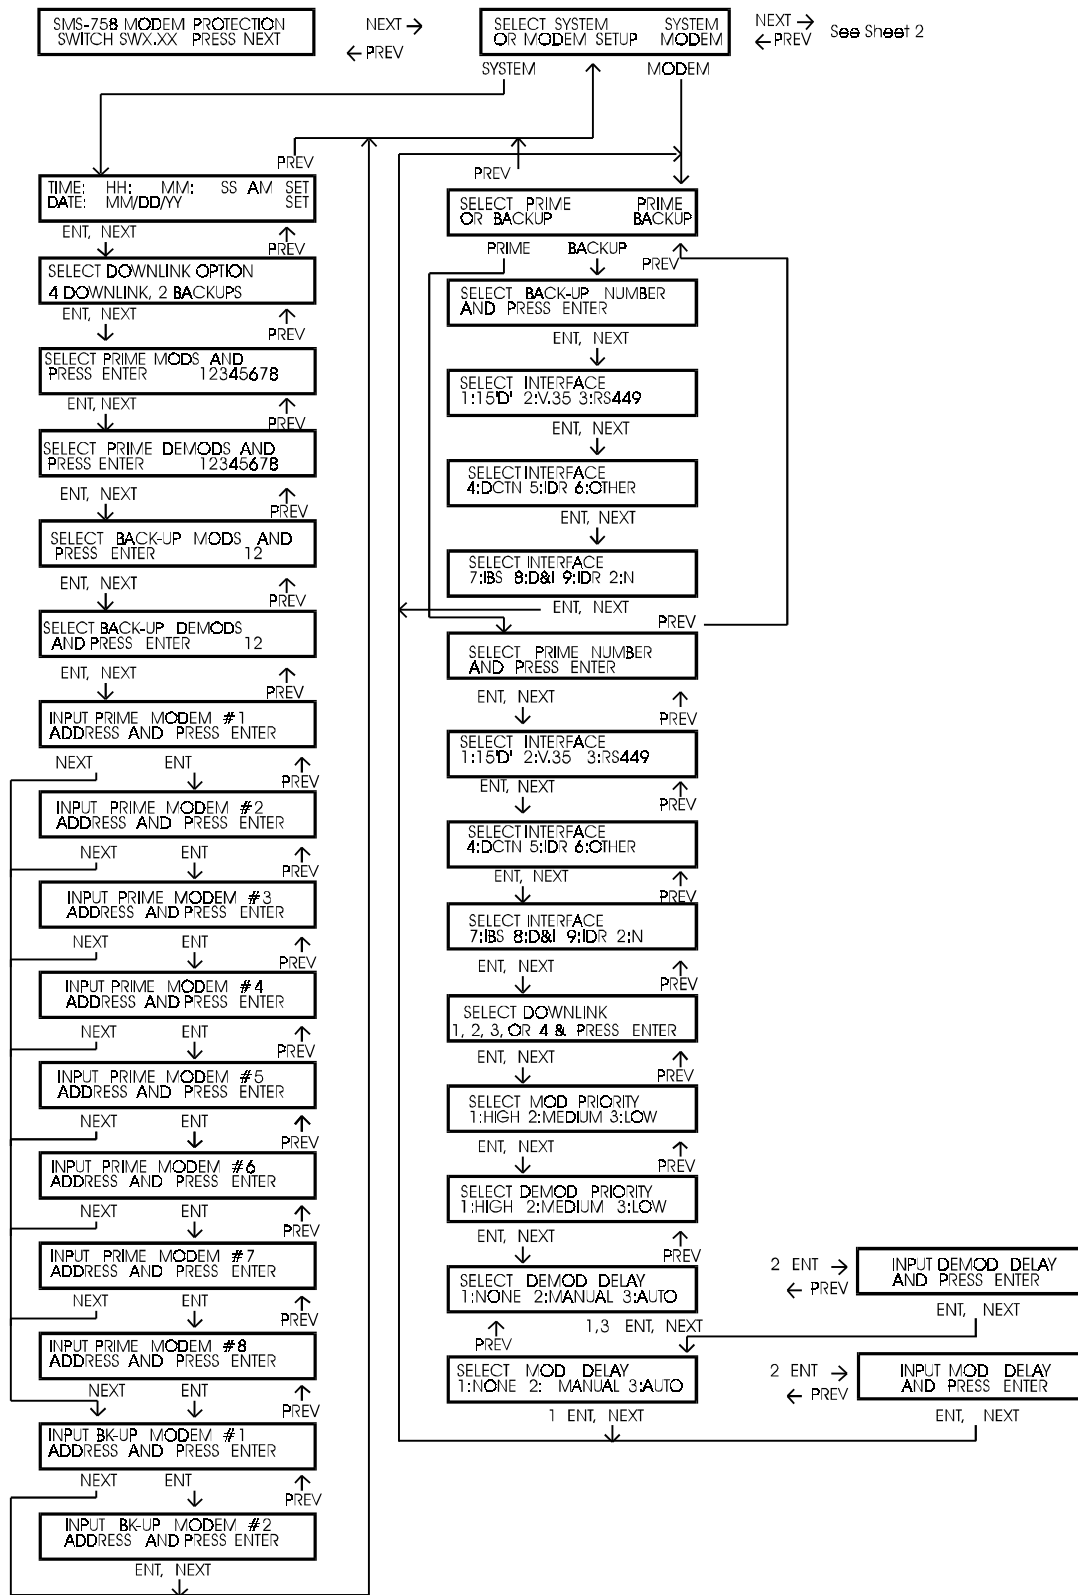 SMS-758 MODEM PROTECTION
SWITCH SWX.XX PRESS NEXT
NEXT →
← PREV
SELECT SYSTEM SYSTEM
OR MODEM SETUP MODEM
NEXT →
← PREV
See Sheet 2
SYSTEM
MODEM
PREV
TIME: HH: MM: SS AM SET
DATE: MM/DD/YY SET
ENT, NEXT
PREV
SELECT DOWNLINK OPTION
4 DOWNLINK, 2 BACKUPS
ENT, NEXT
PREV
SELECT PRIME MODS AND
PRESS ENTER 12345678
ENT, NEXT
PREV
SELECT PRIME DEMODS AND
PRESS ENTER 12345678
ENT, NEXT
PREV
SELECT BACK-UP MODS AND
PRESS ENTER 12
ENT, NEXT
PREV
SELECT BACK-UP DEMODS
AND PRESS ENTER 12
ENT, NEXT
PREV
INPUT PRIME MODEM #1
ADDRESS AND PRESS ENTER
NEXT ENT
PREV
INPUT PRIME MODEM #2
ADDRESS AND PRESS ENTER
NEXT ENT
PREV
INPUT PRIME MODEM #3
ADDRESS AND PRESS ENTER
NEXT ENT
PREV
INPUT PRIME MODEM #4
ADDRESS AND PRESS ENTER
NEXT ENT
PREV
INPUT PRIME MODEM #5
ADDRESS AND PRESS ENTER
NEXT ENT
PREV
INPUT PRIME MODEM #6
ADDRESS AND PRESS ENTER
NEXT ENT
PREV
INPUT PRIME MODEM #7
ADDRESS AND PRESS ENTER
NEXT ENT
PREV
INPUT PRIME MODEM #8
ADDRESS AND PRESS ENTER
NEXT ENT
PREV
INPUT BK-UP MODEM #1
ADDRESS AND PRESS ENTER
NEXT ENT
PREV
INPUT BK-UP MODEM #2
ADDRESS AND PRESS ENTER
ENT, NEXT
PREV
SELECT PRIME PRIME
OR BACKUP BACKUP
PRIME BACKUP
PREV
SELECT BACK-UP NUMBER
AND PRESS ENTER
ENT, NEXT
SELECT INTERFACE
1:15'D' 2:V.35 3:RS449
ENT, NEXT
SELECT INTERFACE
4:DCTN 5:IDR 6:OTHER
ENT, NEXT
SELECT INTERFACE
7:IBS 8:D&I 9:IDR 2:N
ENT, NEXT
PREV
SELECT PRIME NUMBER
AND PRESS ENTER
ENT, NEXT
PREV
SELECT INTERFACE
1:15'D' 2:V.35 3:RS449
ENT, NEXT
PREV
SELECT INTERFACE
4:DCTN 5:IDR 6:OTHER
ENT, NEXT
PREV
SELECT INTERFACE
7:IBS 8:D&I 9:IDR 2:N
ENT, NEXT
PREV
SELECT DOWNLINK
1, 2, 3, OR 4 & PRESS ENTER
ENT, NEXT
PREV
SELECT MOD PRIORITY
1:HIGH 2:MEDIUM 3:LOW
ENT, NEXT
PREV
SELECT DEMOD PRIORITY
1:HIGH 2:MEDIUM 3:LOW
ENT, NEXT
PREV
SELECT DEMOD DELAY
1:NONE 2:MANUAL 3:AUTO
2 ENT →
← PREV
INPUT DEMOD DELAY
AND PRESS ENTER
ENT, NEXT
1,3 ENT, NEXT
PREV
SELECT MOD DELAY
1:NONE 2: MANUAL 3:AUTO
2 ENT →
← PREV
INPUT MOD DELAY
AND PRESS ENTER
ENT, NEXT
1 ENT, NEXT